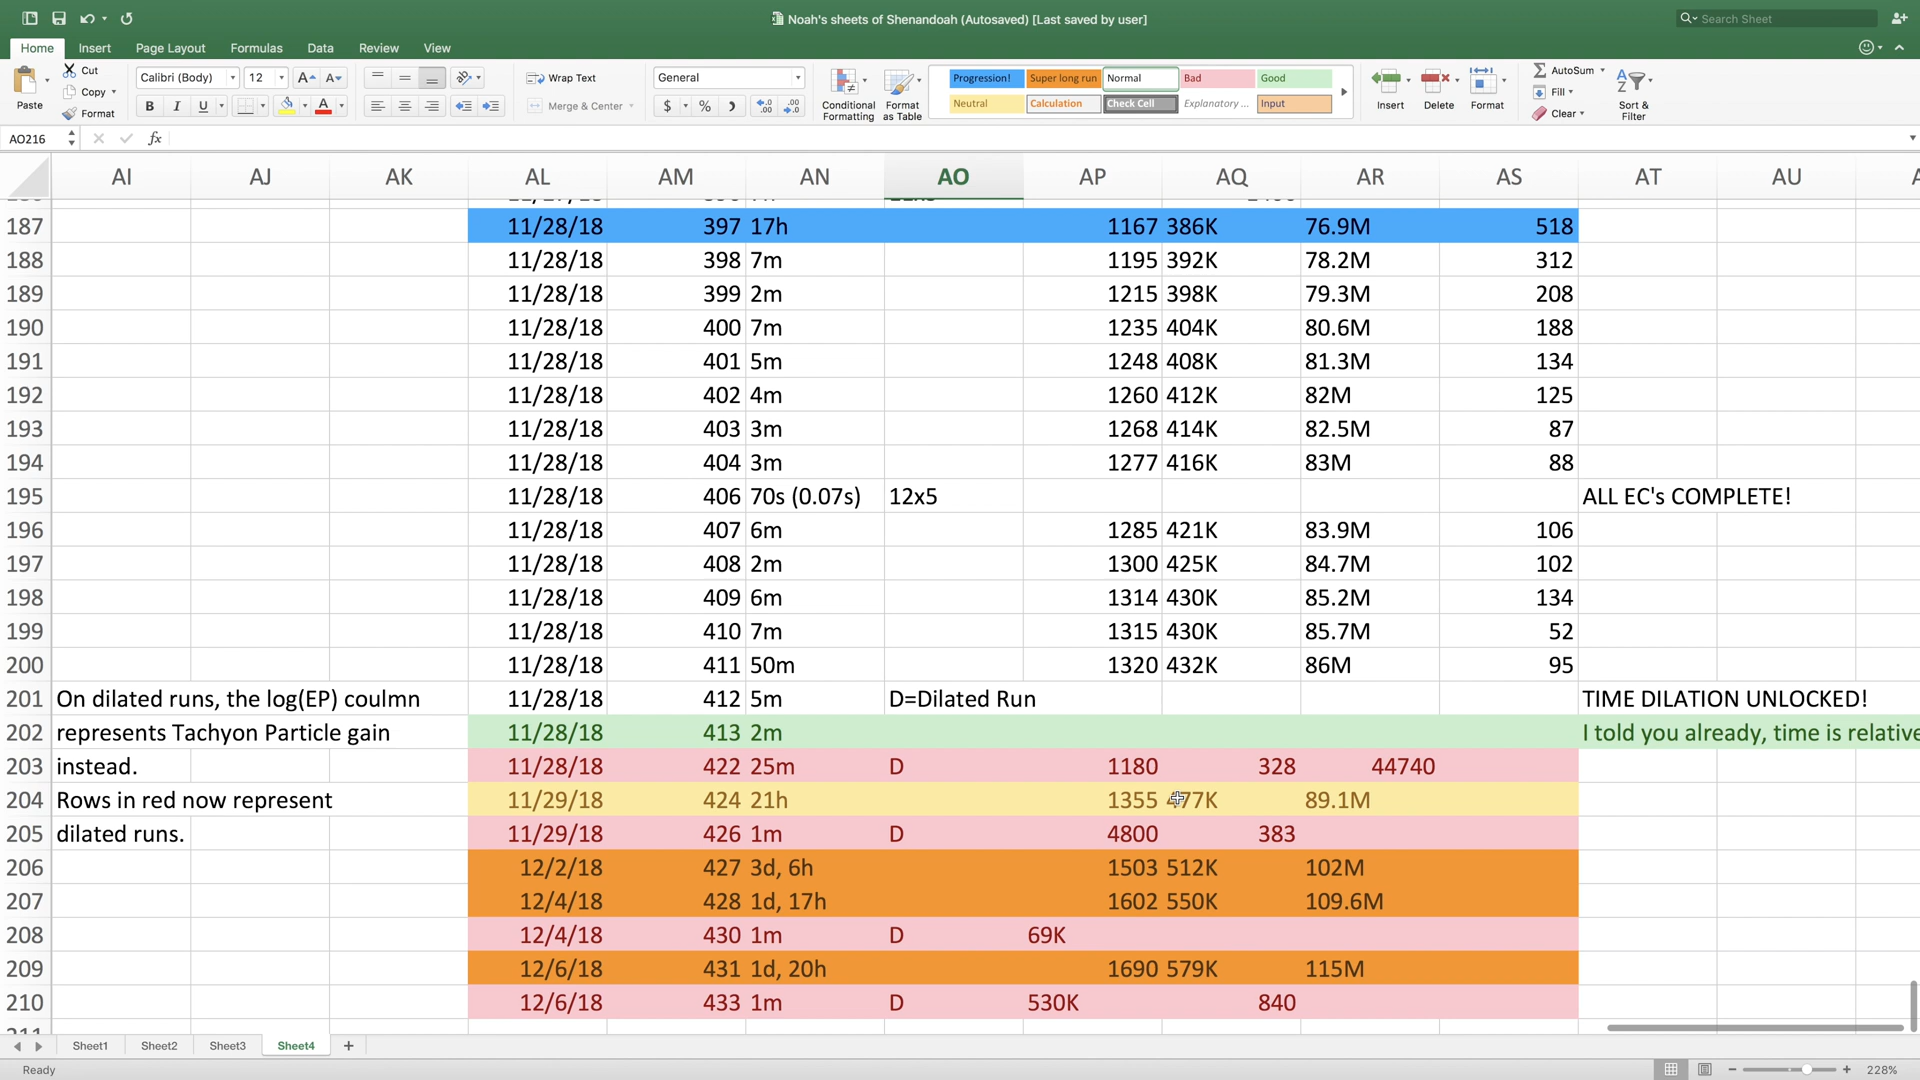 Noah's sheets of Shenandoah (Autosaved) [Last saved by user]
Search Sheet
Home Insert Page Layout Formulas Data Review View
Paste Cut Copy Format
Calibri (Body) 12
B I U
Wrap Text
Merge & Center
General
$ %
Conditional Formatting
Format as Table
Progression! Super long run Normal Bad Good
Neutral Calculation Check Cell Explanatory ... Input
Insert Delete Format
AutoSum
Fill
Clear
Sort & Filter
AO216 fx
AI AJ AK AL AM AN AO AP AQ AR AS AT AU
187 11/28/18 397 17h 1167 386K 76.9M 518
188 11/28/18 398 7m 1195 392K 78.2M 312
189 11/28/18 399 2m 1215 398K 79.3M 208
190 11/28/18 400 7m 1235 404K 80.6M 188
191 11/28/18 401 5m 1248 408K 81.3M 134
192 11/28/18 402 4m 1260 412K 82M 125
193 11/28/18 403 3m 1268 414K 82.5M 87
194 11/28/18 404 3m 1277 416K 83M 88
195 11/28/18 406 70s (0.07s) 12x5 ALL EC's COMPLETE!
196 11/28/18 407 6m 1285 421K 83.9M 106
197 11/28/18 408 2m 1300 425K 84.7M 102
198 11/28/18 409 6m 1314 430K 85.2M 134
199 11/28/18 410 7m 1315 430K 85.7M 52
200 11/28/18 411 50m 1320 432K 86M 95
201 On dilated runs, the log(EP) coulmn 11/28/18 412 5m D=Dilated Run TIME DILATION UNLOCKED!
202 represents Tachyon Particle gain 11/28/18 413 2m I told you already, time is relative
203 instead. 11/28/18 422 25m D 1180 328 44740
204 Rows in red now represent 11/29/18 424 21h 1355 477K 89.1M
205 dilated runs. 11/29/18 426 1m D 4800 383
206 12/2/18 427 3d, 6h 1503 512K 102M
207 12/4/18 428 1d, 17h 1602 550K 109.6M
208 12/4/18 430 1m D 69K
209 12/6/18 431 1d, 20h 1690 579K 115M
210 12/6/18 433 1m D 530K 840
Sheet1 Sheet2 Sheet3 Sheet4 +
Ready 228%